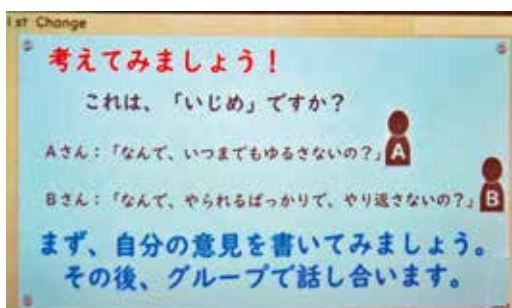 1st Change
考えてみましょう！
これは、「いじめ」ですか？
Aさん：「なんで、いつまでもゆるさないの？」
A
Bさん：「なんで、やられるばっかりで、やり返さないの？」
B
まず、自分の意見を書いてみましょう。
その後、グループで話し合います。